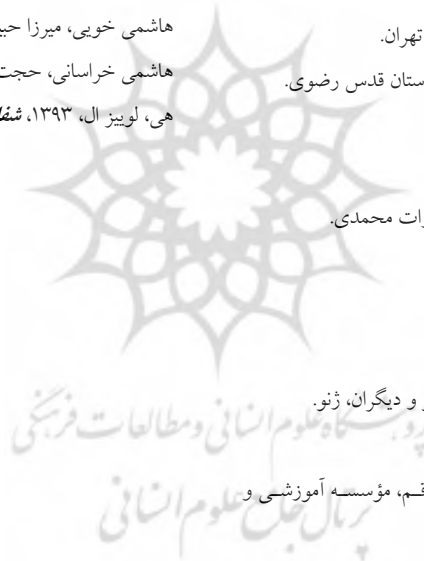 تهران.
ستان قدس رضوی.
رات محمدی.
و دیگران، ژنو.
قم، مؤسسه آموزشی و
هاشمی خویی، میرزا حبی
هاشمی خراسانی، حجت
هی، لوییز ال، ۱۳۹۳، شفا
پژوهشگاه علوم انسانی و مطالعات فرهنگی
پرتال جامع علوم انسانی